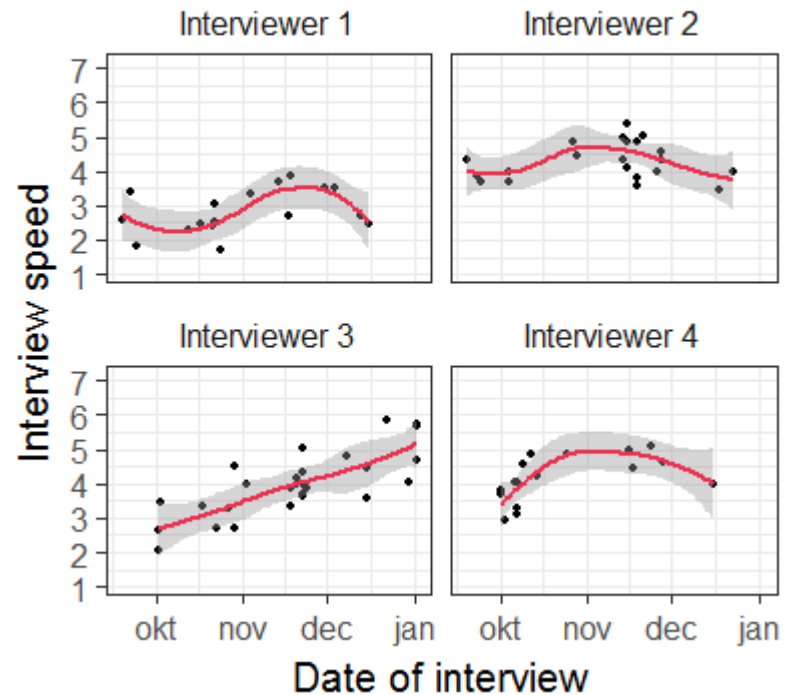 Interviewer 1
Interviewer 2
7
6
5
4
3
2
1
Interview speed
Interviewer 3
Interviewer 4
7
6
5
4
3
2
1
okt nov dec jan
okt nov dec jan
Date of interview